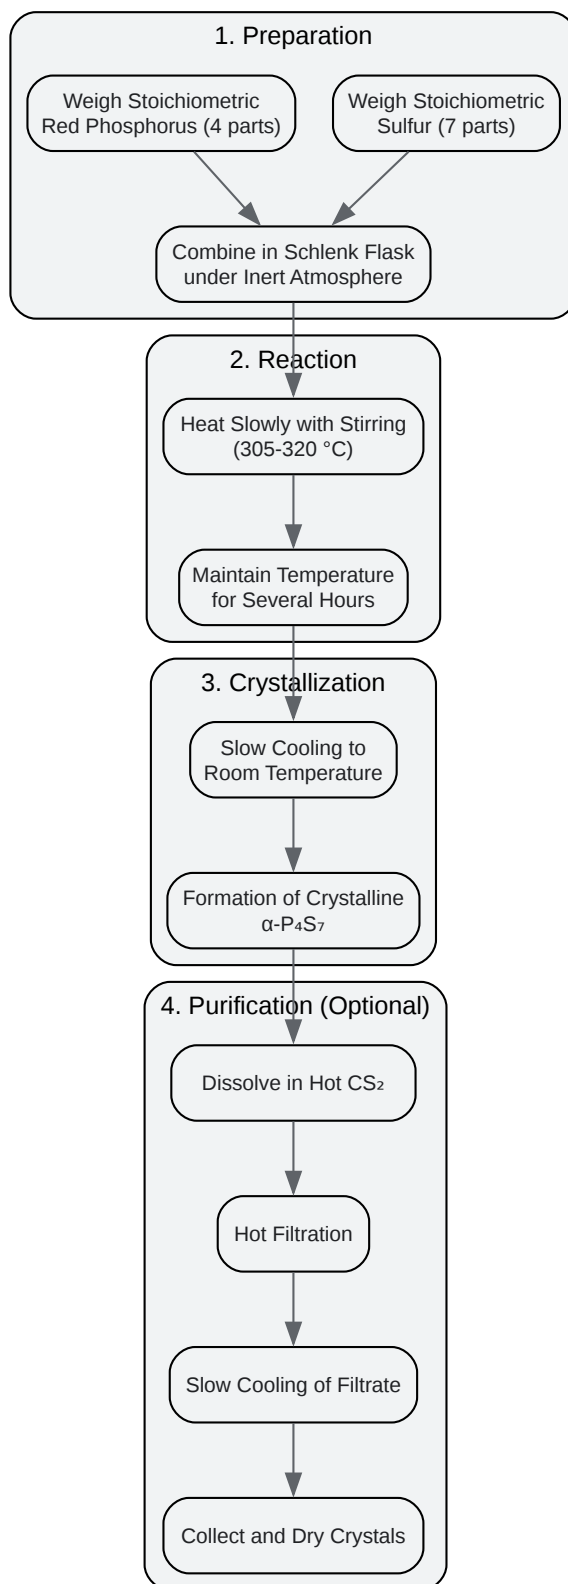 1. Preparation
Weigh Stoichiometric
Red Phosphorus (4 parts)
Weigh Stoichiometric
Sulfur (7 parts)
Combine in Schlenk Flask
under Inert Atmosphere
2. Reaction
Heat Slowly with Stirring
(305-320 °C)
Maintain Temperature
for Several Hours
3. Crystallization
Slow Cooling to
Room Temperature
Formation of Crystalline
α-P₄S₇
4. Purification (Optional)
Dissolve in Hot CS₂
Hot Filtration
Slow Cooling of Filtrate
Collect and Dry Crystals